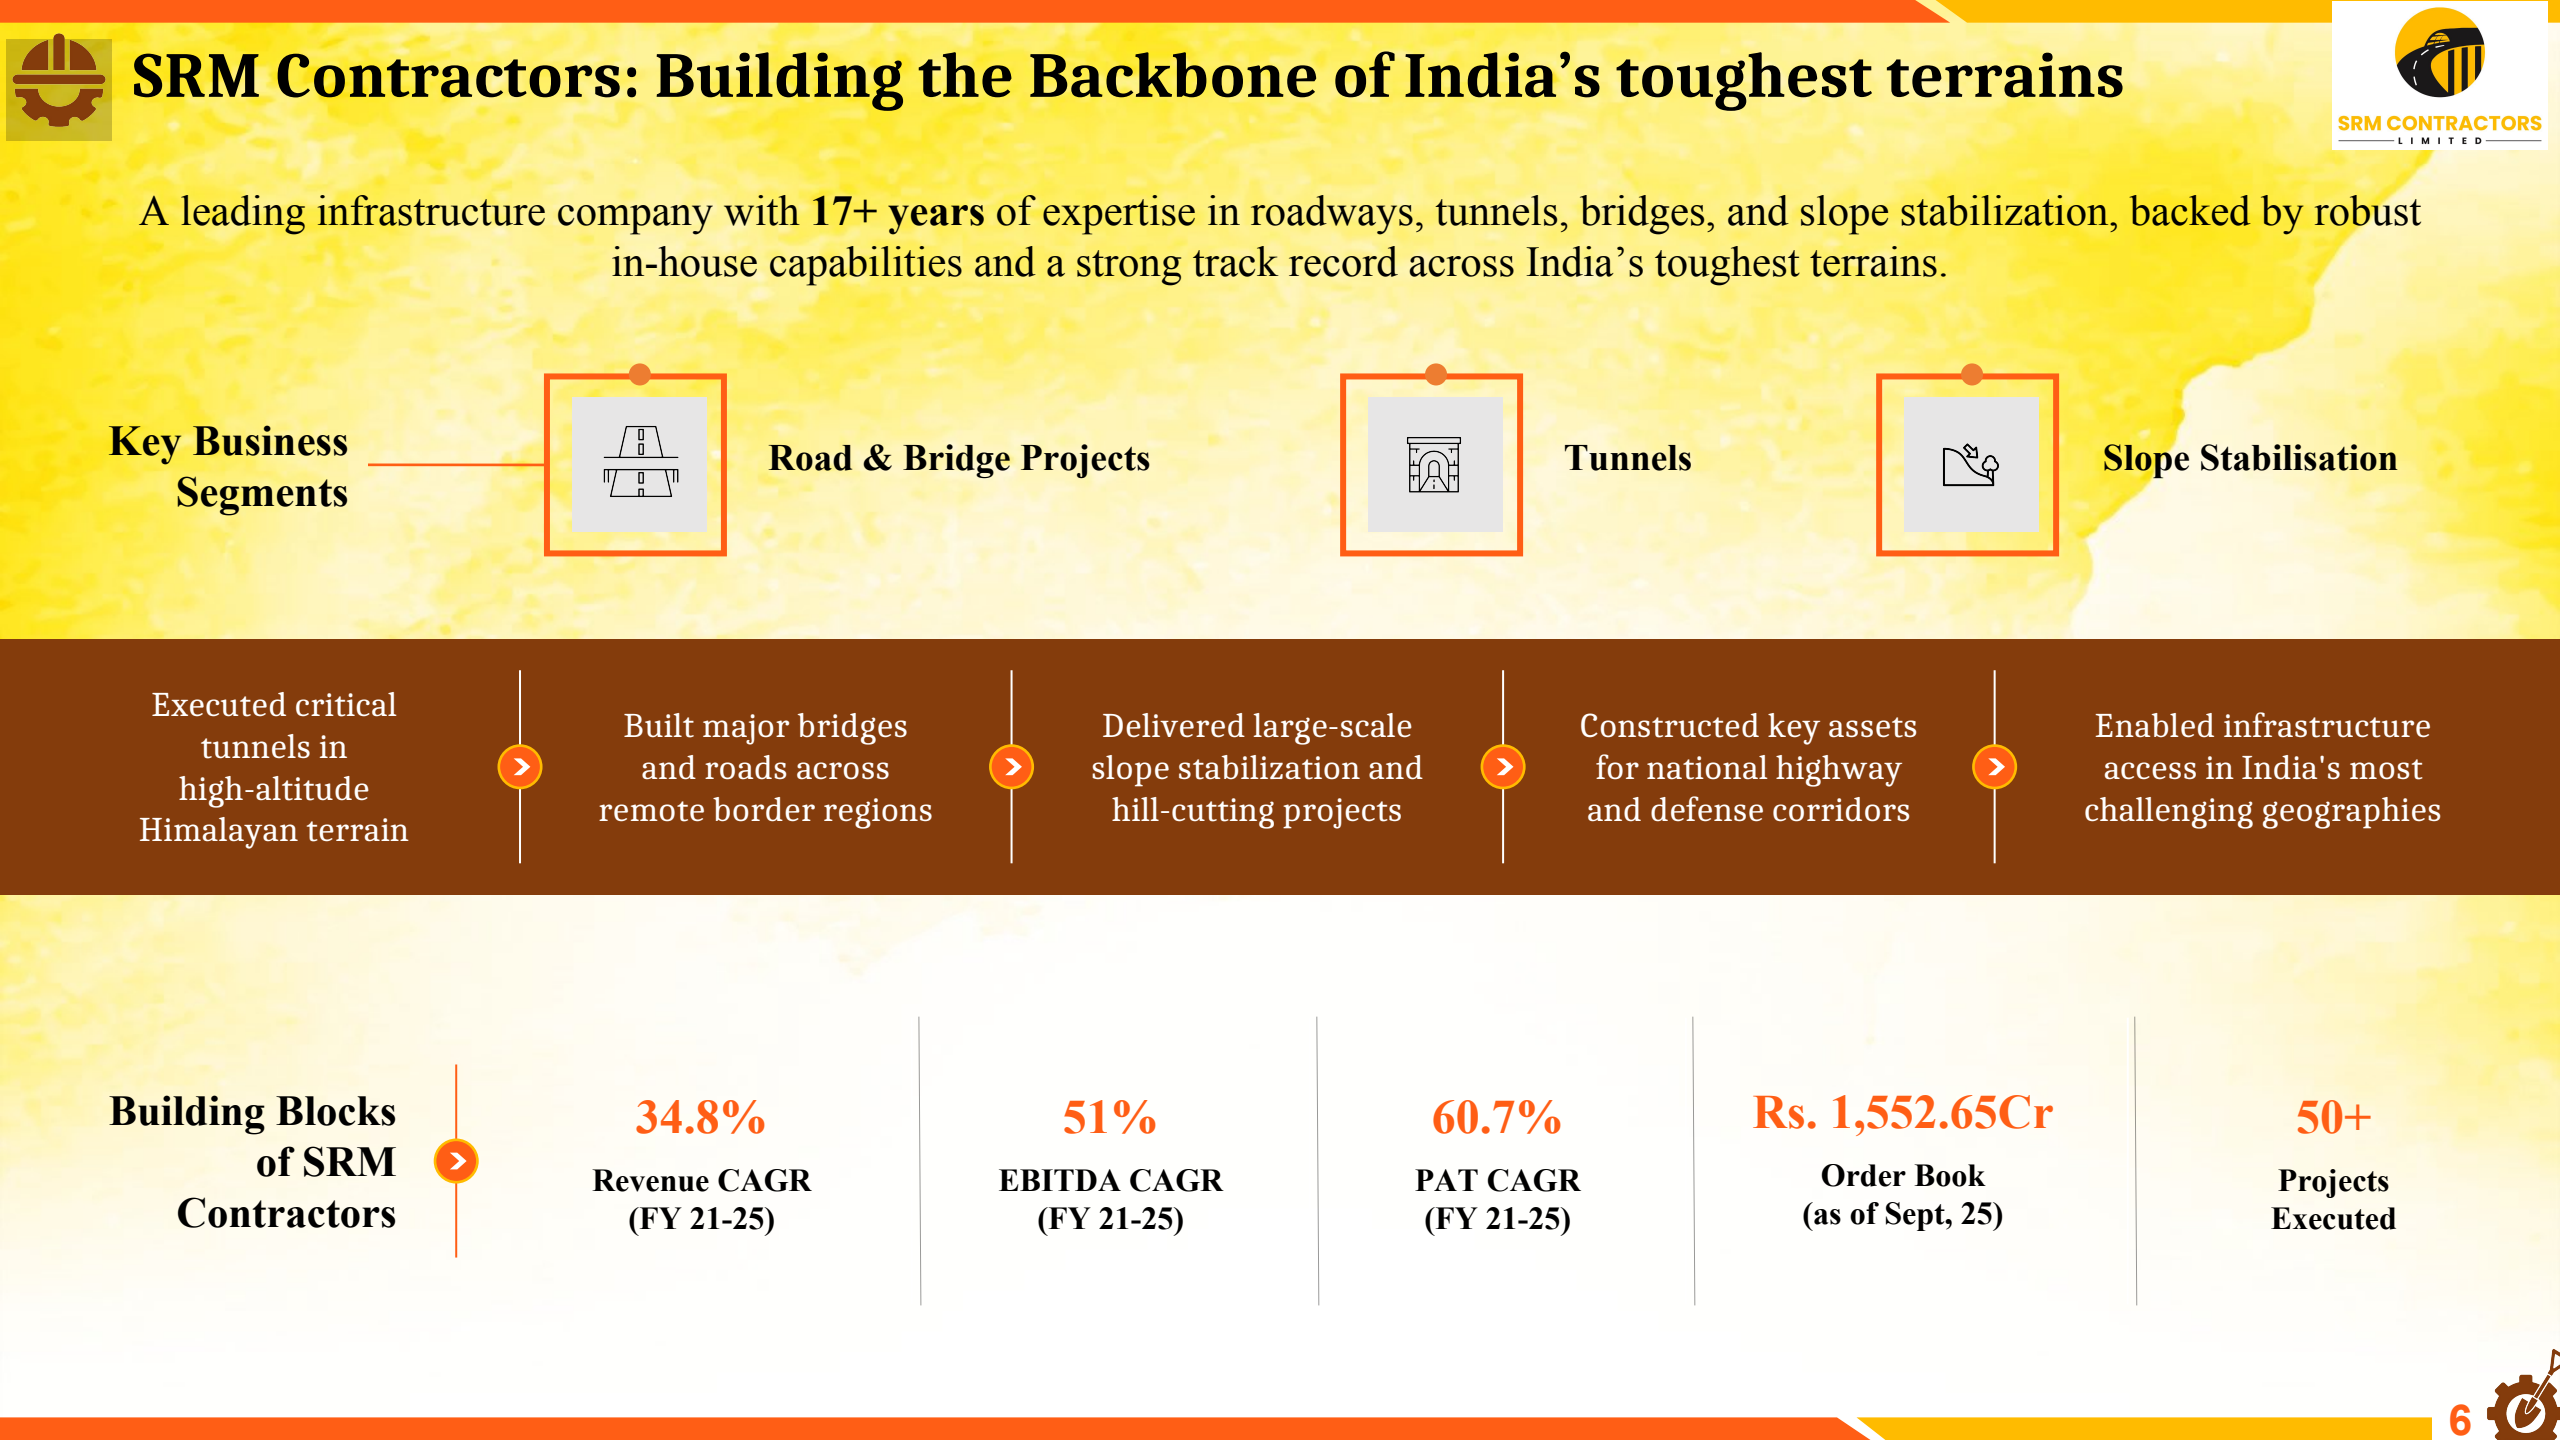 SRM Contractors: Building the Backbone of India’s toughest terrains
SRM CONTRACTORS
LIMITED
A leading infrastructure company with 17+ years of expertise in roadways, tunnels, bridges, and slope stabilization, backed by robust
in-house capabilities and a strong track record across India’s toughest terrains.
Key Business
Segments
Road & Bridge Projects
Tunnels
Slope Stabilisation
Executed critical
tunnels in
high-altitude
Himalayan terrain
Built major bridges
and roads across
remote border regions
Delivered large-scale
slope stabilization and
hill-cutting projects
Constructed key assets
for national highway
and defense corridors
Enabled infrastructure
access in India's most
challenging geographies
Building Blocks
of SRM
Contractors
34.8%
Revenue CAGR
(FY 21-25)
51%
EBITDA CAGR
(FY 21-25)
60.7%
PAT CAGR
(FY 21-25)
Rs. 1,552.65Cr
Order Book
(as of Sept, 25)
50+
Projects
Executed
6